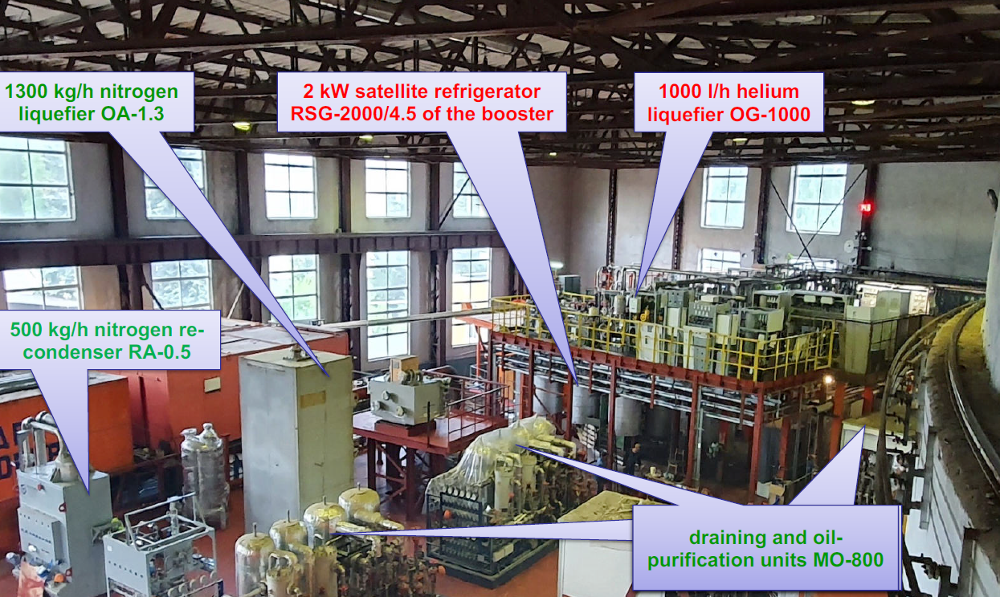 1300 kg/h nitrogen
liquefier OA-1.3
2 kW satellite refrigerator
RSG-2000/4.5 of the booster
1000 l/h helium
liquefier OG-1000
500 kg/h nitrogen re-
condenser RA-0.5
draining and oil-
purification units MO-800